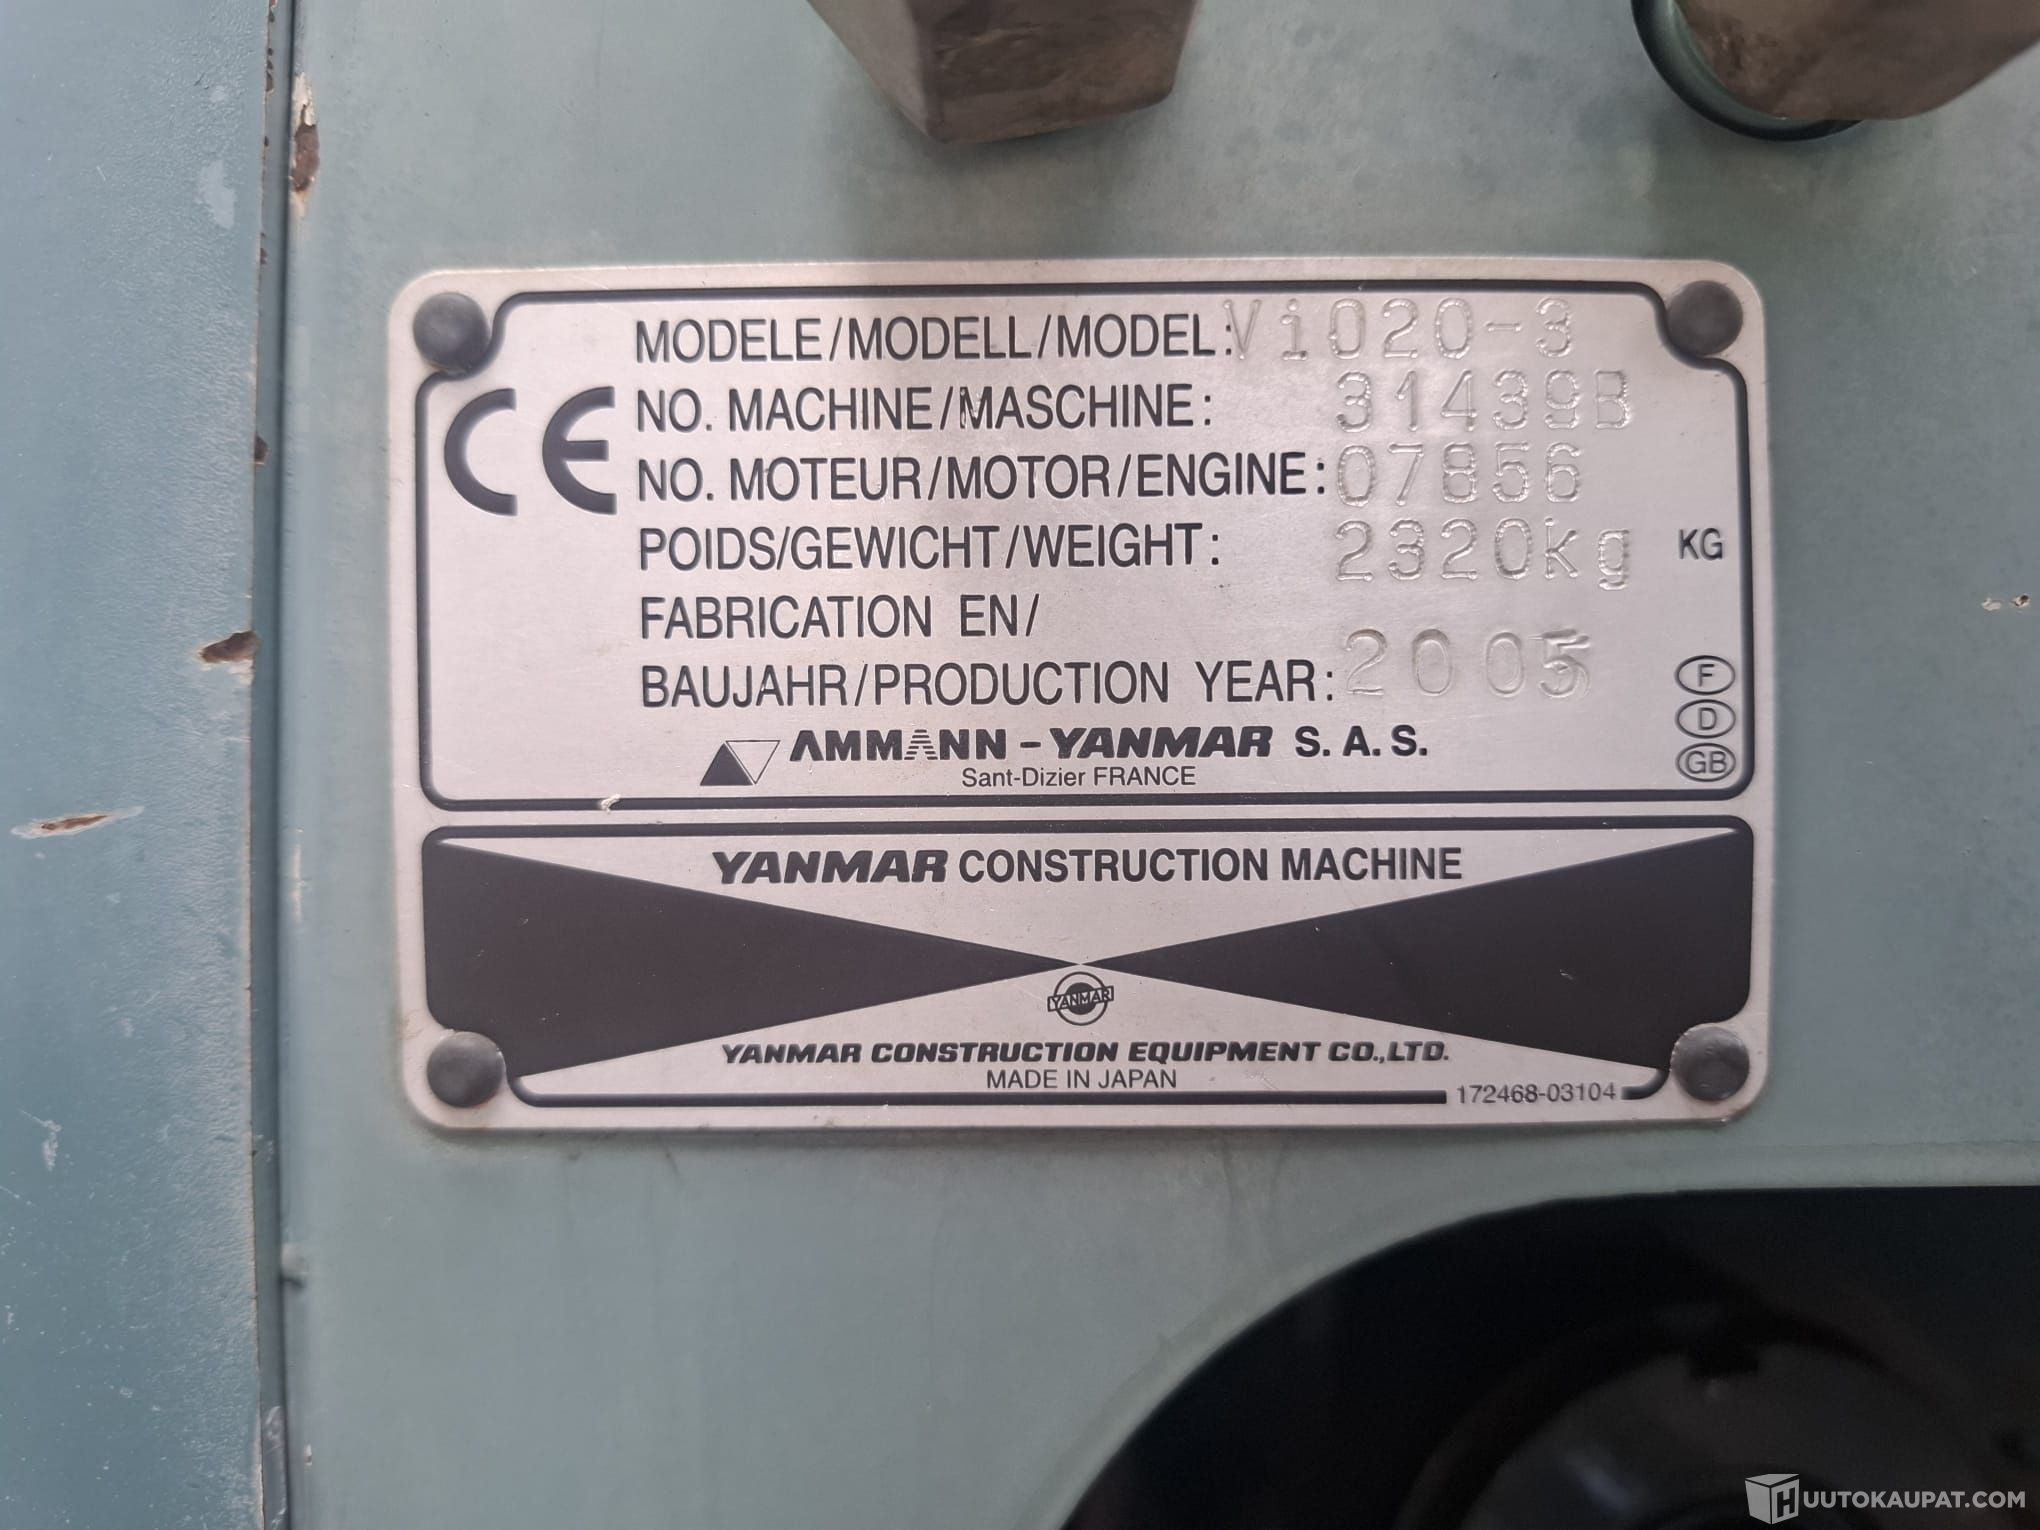 MODELE/MODELL/MODEL: ViO20-3
CE NO. MACHINE/MASCHINE: 31439B
NO. MOTEUR/MOTOR/ENGINE: 07856
POIDS/GEWICHT/WEIGHT: 2320kg KG
FABRICATION EN/
BAUJAHR/PRODUCTION YEAR: 2005
F
D
GB
AMMANN-YANMAR S.A.S.
Sant-Dizier FRANCE
YANMAR CONSTRUCTION MACHINE
YANMAR
YANMAR CONSTRUCTION EQUIPMENT CO.,LTD.
MADE IN JAPAN
172468-03104
HUUTOKAUPAT.COM